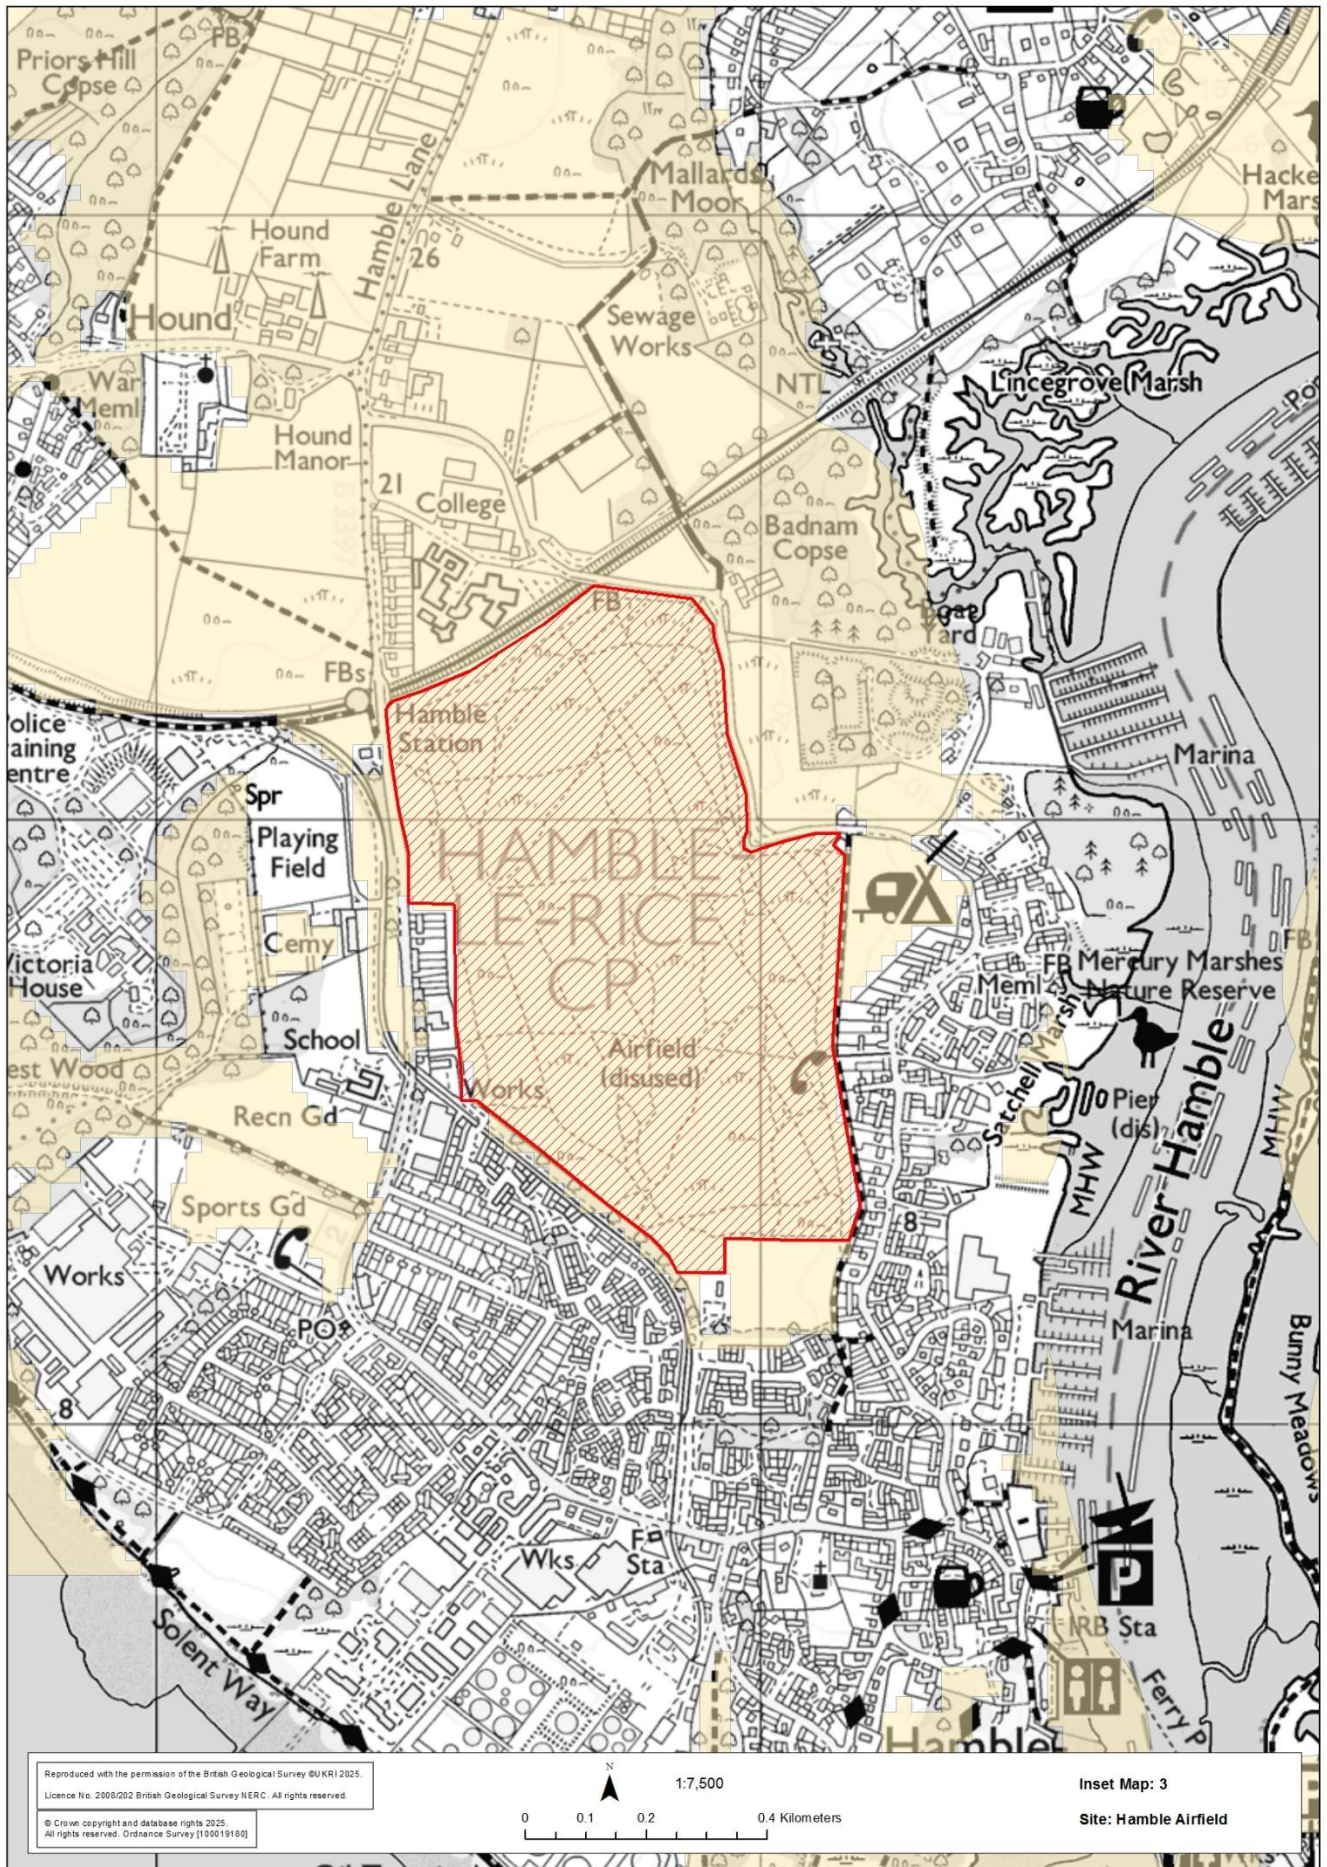 FB
Priors Hill
Copse
Hamble Lane
Mallards
Moor
Hound
Farm
26
Hound
Sewage
Works
NTL
War
Meml
Lincegrove Marsh
Hound
Manor
21
College
Badnam
Copse
B 3397
Boat
Yard
FB
FBs
Hamble
Station
Marina
Spr
Playing
Field
HAMBLE-
LE-RICE
CP
Cemy
Victoria
House
FB
FB
Mercury Marshes
Nature Reserve
Meml
School
Airfield
(disused)
Works
Satchell Marsh
Pier
(dis)
MHW
MHW
River Hamble
Recn Gd
Sports Gd
8
Works
PO
Marina
Bunny Meadows
8
F Sta
Wks
P
IRB Sta
Solent Way
Ferry P
Hamble
Reproduced with the permission of the British Geological Survey ©UKRI 2025.
Licence No. 2008/202 British Geological Survey NERC. All rights reserved.
© Crown copyright and database rights 2025.
All rights reserved. Ordnance Survey [100019180]
N
1:7,500
0 0.1 0.2 0.4 Kilometers
Inset Map: 3
Site: Hamble Airfield